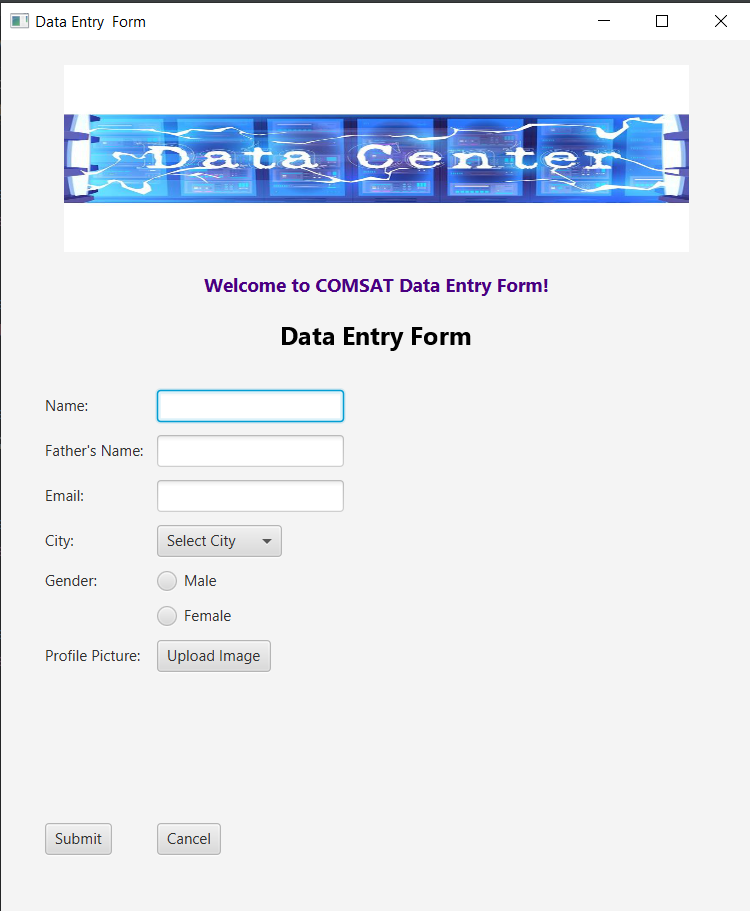 Data Entry  Form
Data Center
Welcome to COMSAT Data Entry Form!
Data Entry Form
Name:
Father's Name:
Email:
City: Select City
Gender: Male
Female
Profile Picture: Upload Image
Submit Cancel